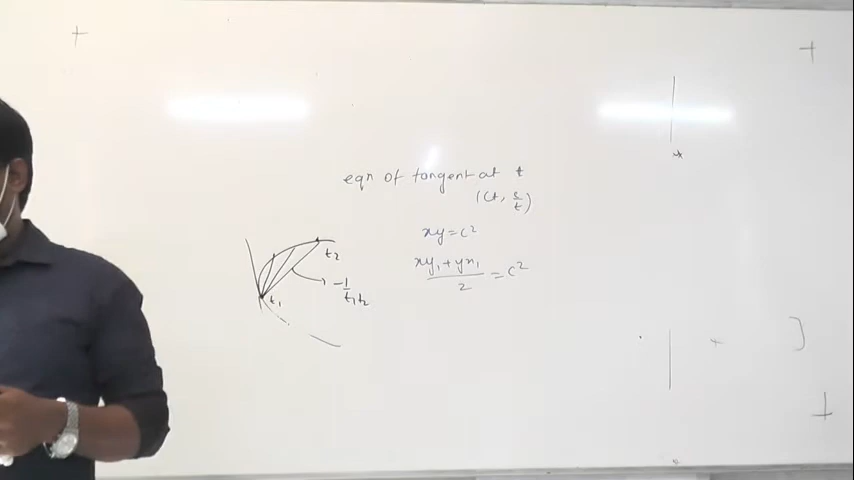 eqn of tangent at t
(ct, c/t)
xy = c²
(xy₁ + yx₁)/2 = c²
t₂
-1/t₁t₂
t₁